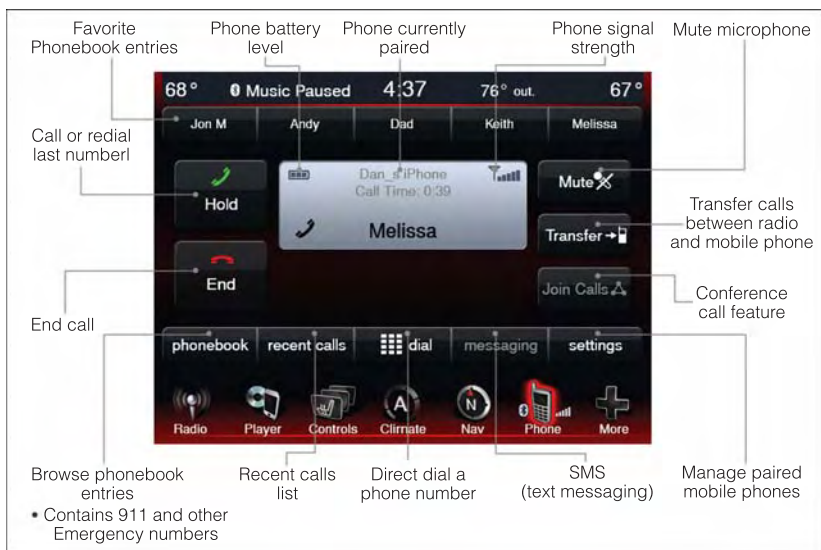 Favorite
Phonebook entries
Phone battery
level
Phone currently
paired
Phone signal
strength
Mute microphone
68° Music Paused 4:37 76° out. 67°
Jon M Andy Dad Keith Melissa
Call or redial
last numberl
Hold
Dan_s iPhone
Call Time: 0:39
Melissa
Mute
Transfer
Transfer calls
between radio
and mobile phone
End
Join Calls
End call
Conference
call feature
phonebook recent calls dial messaging settings
N
A
Radio Player Controls Climate Nav Phone More
Browse phonebook
entries
• Contains 911 and other
Emergency numbers
Recent calls
list
Direct dial a
phone number
SMS
(text messaging)
Manage paired
mobile phones